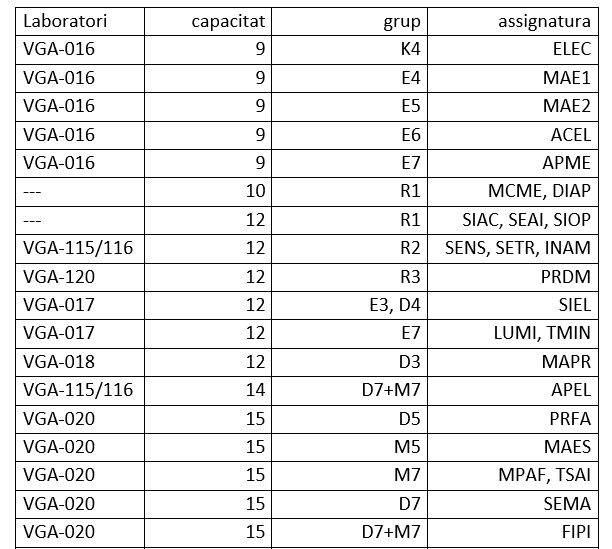 Laboratori capacitat grup assignatura
VGA-016 9 K4 ELEC
VGA-016 9 E4 MAE1
VGA-016 9 E5 MAE2
VGA-016 9 E6 ACEL
VGA-016 9 E7 APME
--- 10 R1 MCME, DIAP
--- 12 R1 SIAC, SEAI, SIOP
VGA-115/116 12 R2 SENS, SETR, INAM
VGA-120 12 R3 PRDM
VGA-017 12 E3, D4 SIEL
VGA-017 12 E7 LUMI, TMIN
VGA-018 12 D3 MAPR
VGA-115/116 14 D7+M7 APEL
VGA-020 15 D5 PRFA
VGA-020 15 M5 MAES
VGA-020 15 M7 MPAF, TSAI
VGA-020 15 D7 SEMA
VGA-020 15 D7+M7 FIPI